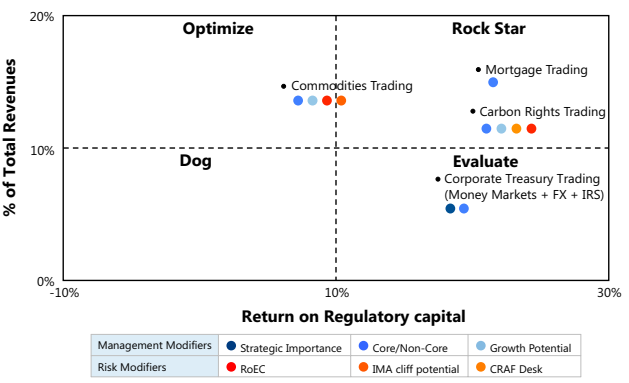 20%
Optimize
Rock Star
Mortgage Trading
Commodities Trading
Carbon Rights Trading
% of Total Revenues
10%
Dog
Evaluate
Corporate Treasury Trading
(Money Markets + FX + IRS)
0%
-10%
10%
30%
Return on Regulatory capital
Management Modifiers Strategic Importance Core/Non-Core Growth Potential
Risk Modifiers RoEC IMA cliff potential CRAF Desk